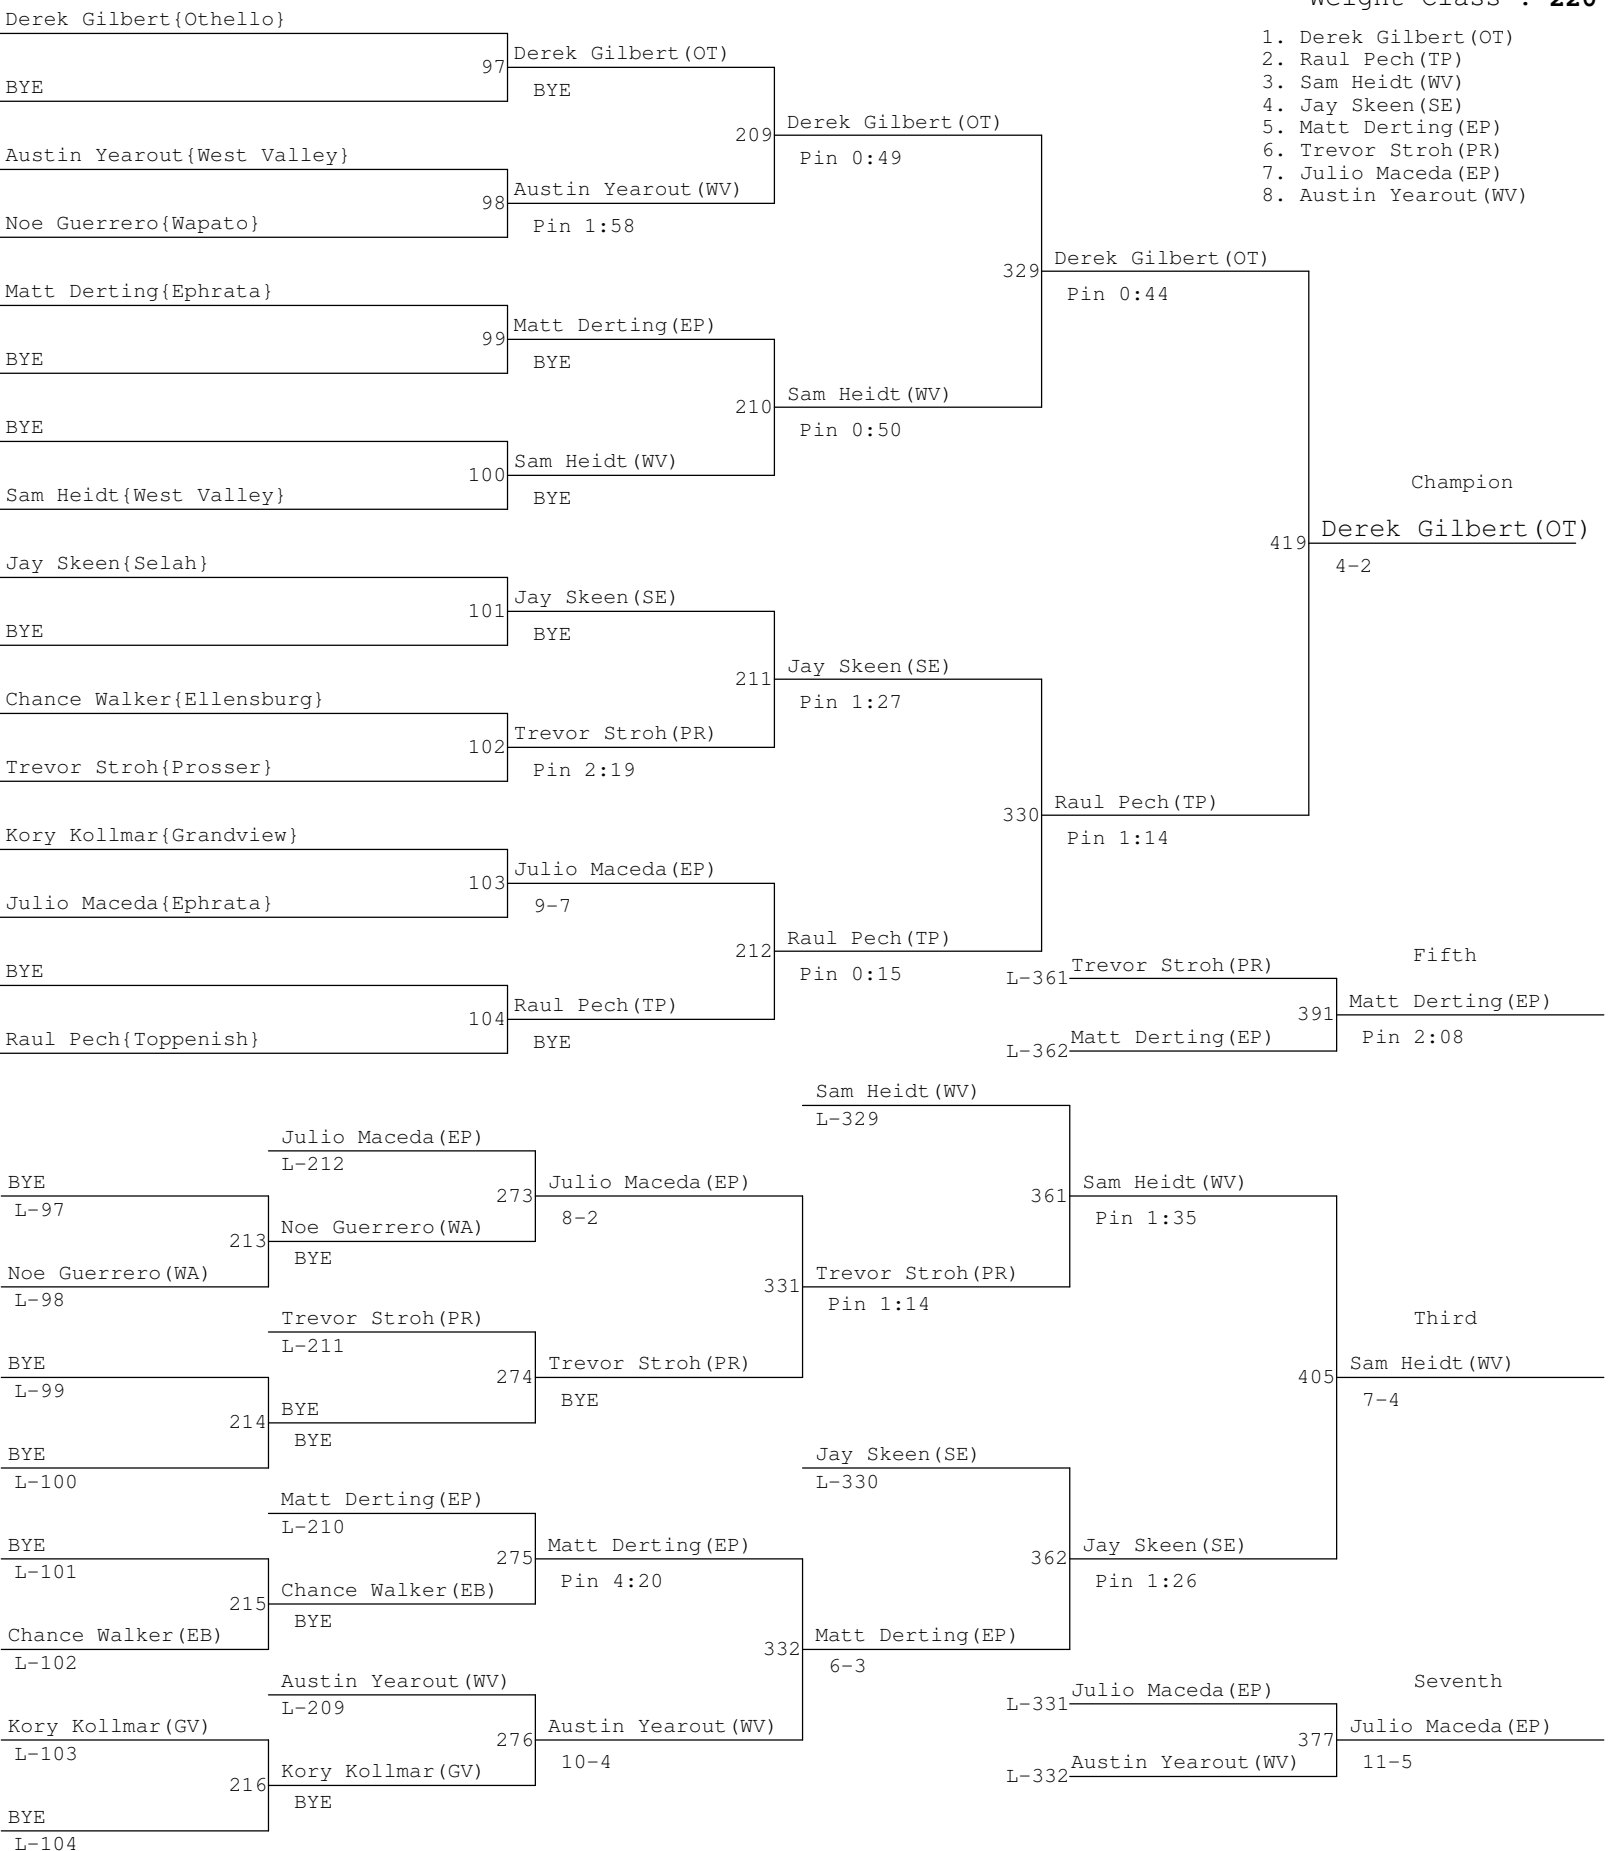 Weight Class : 220
1. Derek Gilbert(OT)
2. Raul Pech(TP)
3. Sam Heidt(WV)
4. Jay Skeen(SE)
5. Matt Derting(EP)
6. Trevor Stroh(PR)
7. Julio Maceda(EP)
8. Austin Yearout(WV)
Derek Gilbert{Othello}
BYE
Austin Yearout{West Valley}
Noe Guerrero{Wapato}
Matt Derting{Ephrata}
BYE
BYE
Sam Heidt{West Valley}
Jay Skeen{Selah}
BYE
Chance Walker{Ellensburg}
Trevor Stroh{Prosser}
Kory Kollmar{Grandview}
Julio Maceda{Ephrata}
BYE
Raul Pech{Toppenish}
97
Derek Gilbert(OT)
BYE
98
Austin Yearout(WV)
Pin 1:58
99
Matt Derting(EP)
BYE
100
Sam Heidt(WV)
BYE
101
Jay Skeen(SE)
BYE
102
Trevor Stroh(PR)
Pin 2:19
103
Julio Maceda(EP)
9-7
104
Raul Pech(TP)
BYE
209
Derek Gilbert(OT)
Pin 0:49
210
Sam Heidt(WV)
Pin 0:50
211
Jay Skeen(SE)
Pin 1:27
212
Raul Pech(TP)
Pin 0:15
329
Derek Gilbert(OT)
Pin 0:44
330
Raul Pech(TP)
Pin 1:14
Champion
419
Derek Gilbert(OT)
4-2
Fifth
L-361
Trevor Stroh(PR)
L-362
Matt Derting(EP)
391
Matt Derting(EP)
Pin 2:08
BYE
L-97
Noe Guerrero(WA)
L-98
BYE
L-99
BYE
L-100
BYE
L-101
Chance Walker(EB)
L-102
Kory Kollmar(GV)
L-103
BYE
L-104
Julio Maceda(EP)
L-212
213
Noe Guerrero(WA)
BYE
Trevor Stroh(PR)
L-211
214
BYE
BYE
Matt Derting(EP)
L-210
215
Chance Walker(EB)
BYE
Austin Yearout(WV)
L-209
216
Kory Kollmar(GV)
BYE
273
Julio Maceda(EP)
8-2
274
Trevor Stroh(PR)
BYE
275
Matt Derting(EP)
Pin 4:20
276
Austin Yearout(WV)
10-4
Sam Heidt(WV)
L-329
331
Trevor Stroh(PR)
Pin 1:14
Jay Skeen(SE)
L-330
332
Matt Derting(EP)
6-3
361
Sam Heidt(WV)
Pin 1:35
362
Jay Skeen(SE)
Pin 1:26
Third
405
Sam Heidt(WV)
7-4
Seventh
L-331
Julio Maceda(EP)
L-332
Austin Yearout(WV)
377
Julio Maceda(EP)
11-5